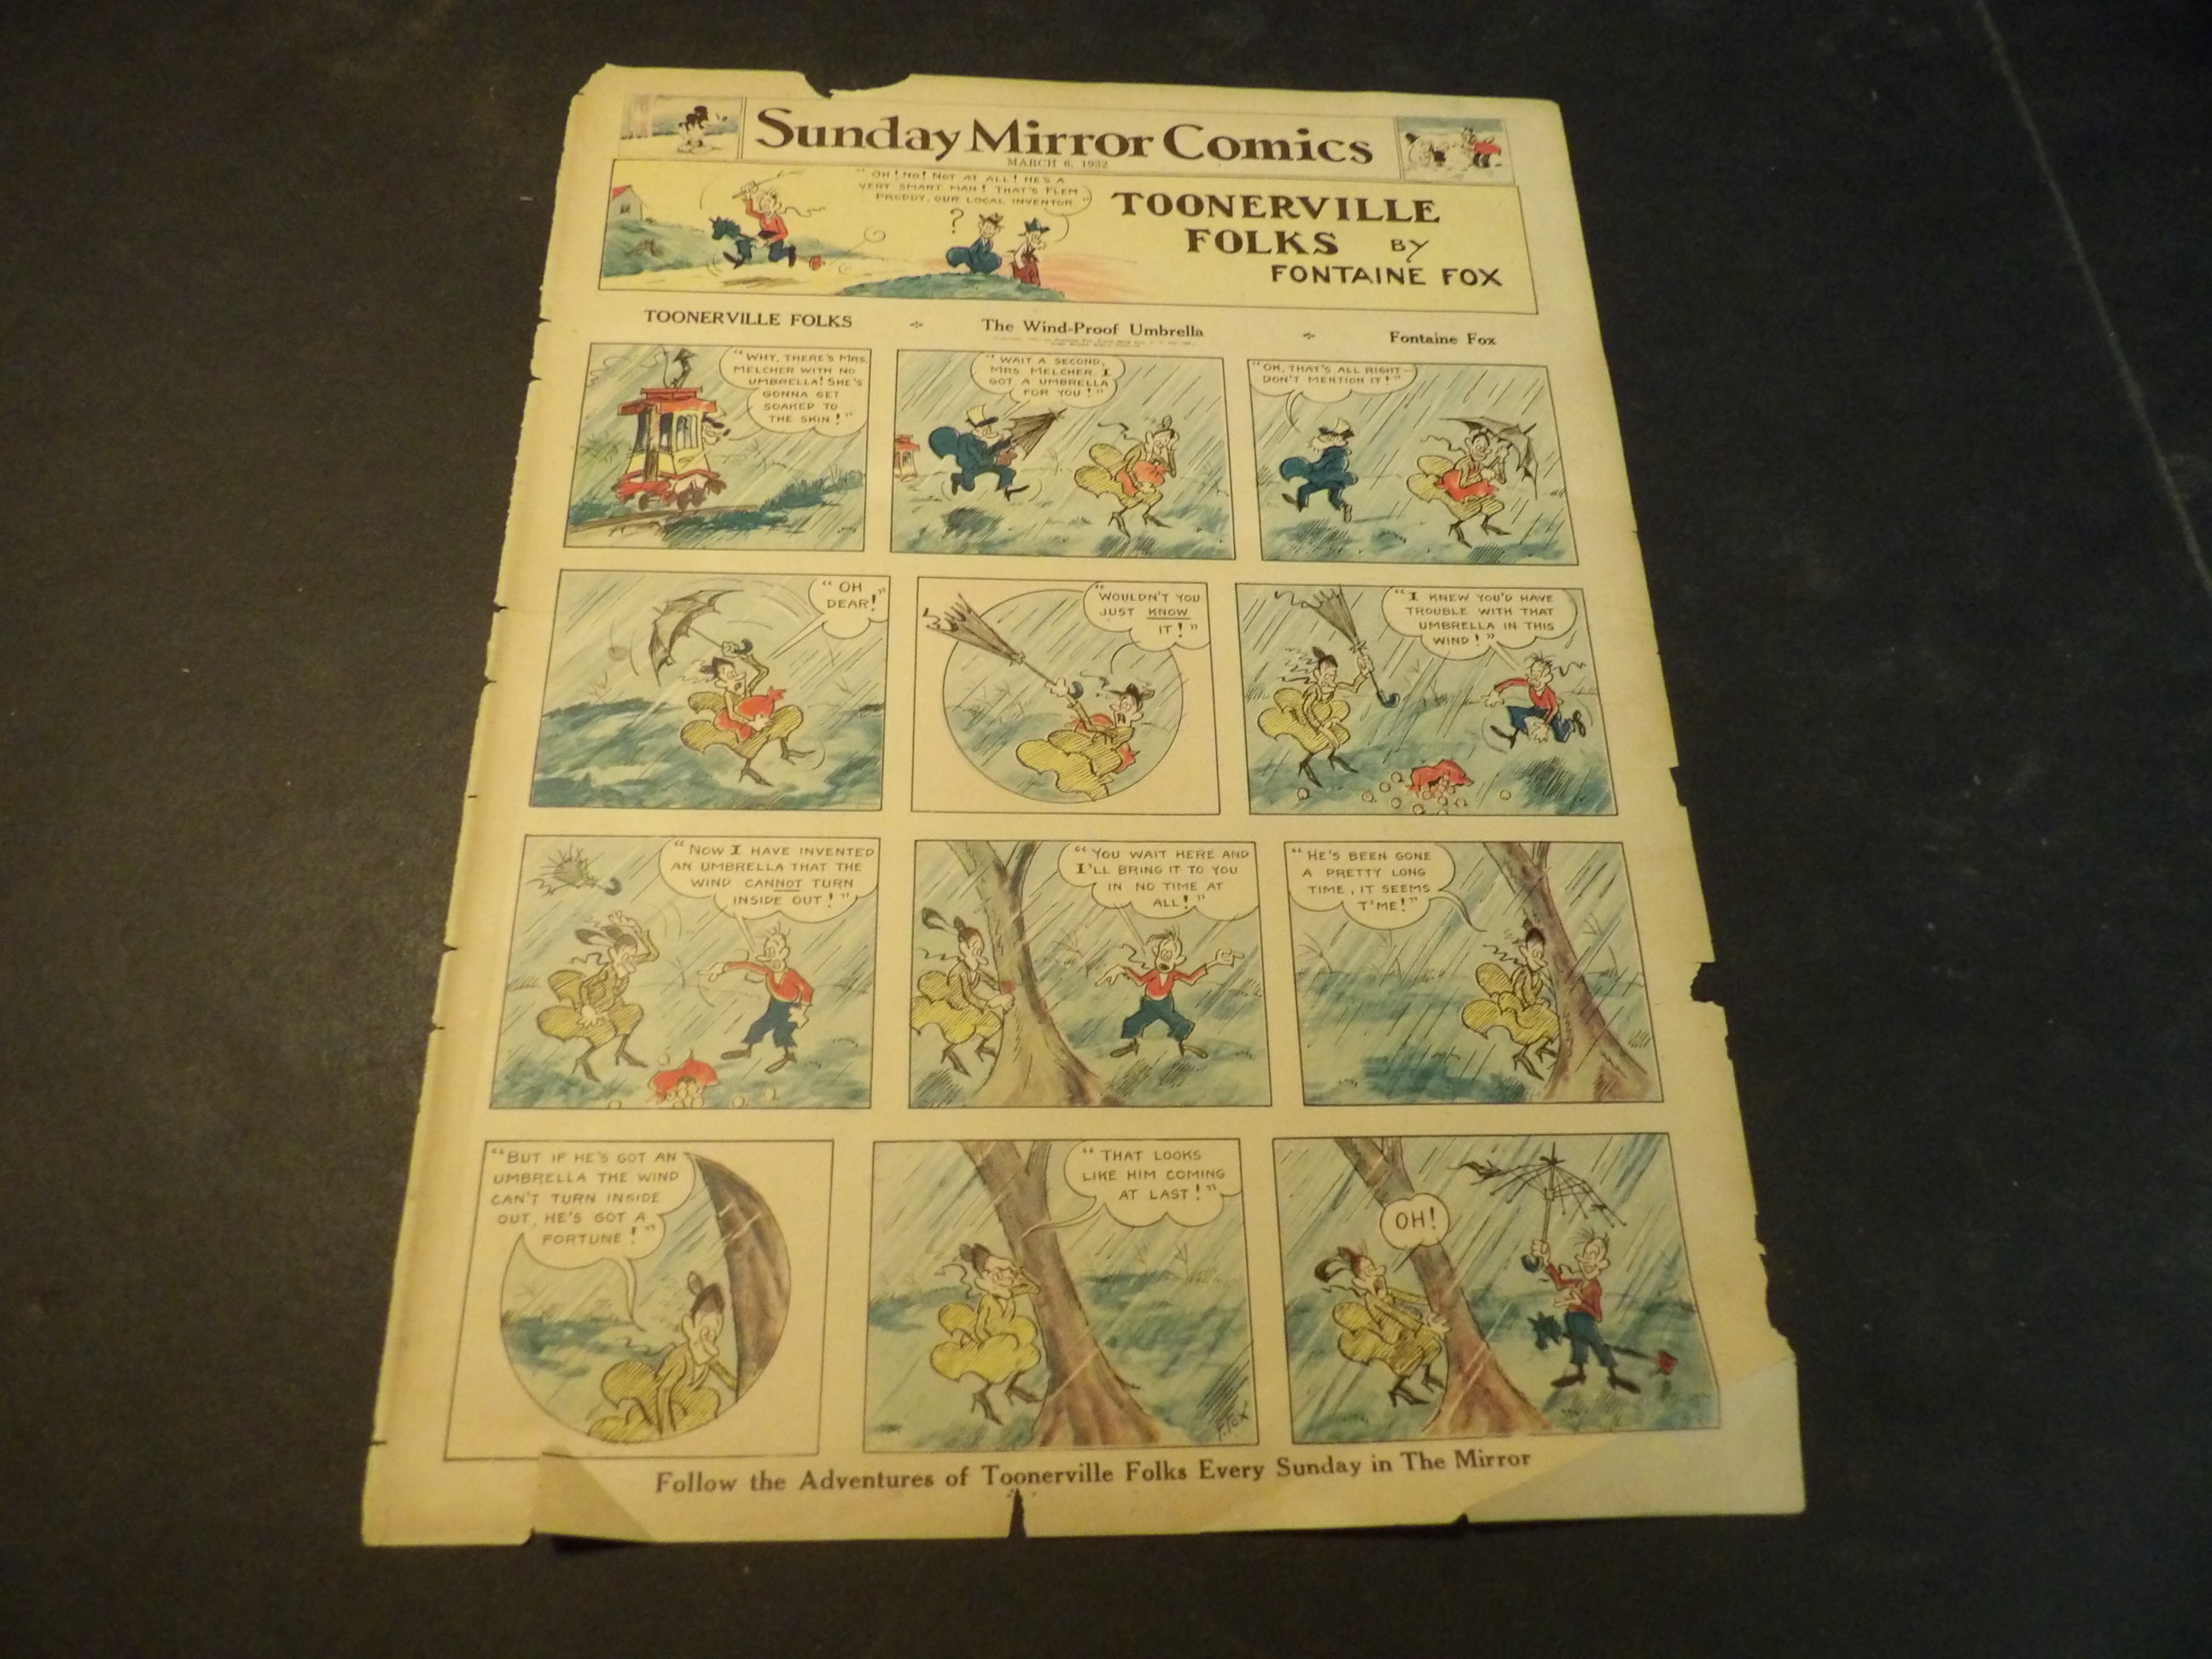 Sunday Mirror Comics
MARCH 6, 1932
" OH! NO! NOT AT ALL! HE'S A
VERY SMART MAN! THAT'S FLEM
PRODDY, OUR LOCAL INVENTOR."
?
TOONERVILLE
FOLKS BY
FONTAINE FOX
TOONERVILLE FOLKS
The Wind-Proof Umbrella
Fontaine Fox
"WHY, THERE'S MRS.
MELCHER WITH NO
UMBRELLA! SHE'S
GONNA GET
SOAKED TO
THE SKIN!"
"WAIT A SECOND,
MRS MELCHER. I
GOT A UMBRELLA
FOR YOU!"
"OH, THAT'S ALL RIGHT—
DON'T MENTION IT!"
"OH
DEAR!"
"WOULDN'T YOU
JUST KNOW
IT!"
"I KNEW YOU'D HAVE
TROUBLE WITH THAT
UMBRELLA IN THIS
WIND!"
"NOW I HAVE INVENTED
AN UMBRELLA THAT THE
WIND CANNOT TURN
INSIDE OUT!"
"YOU WAIT HERE AND
I'LL BRING IT TO YOU
IN NO TIME AT
ALL!"
"HE'S BEEN GONE
A PRETTY LONG
TIME, IT SEEMS
T'ME!"
"BUT IF HE'S GOT AN
UMBRELLA THE WIND
CAN'T TURN INSIDE
OUT, HE'S GOT A
FORTUNE!"
"THAT LOOKS
LIKE HIM COMING
AT LAST!"
F. FOX
OH!
Follow the Adventures of Toonerville Folks Every Sunday in The Mirror